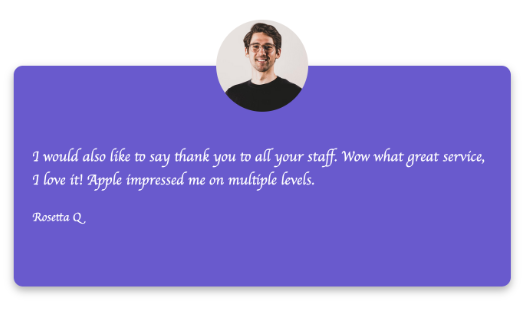 I would also like to say thank you to all your staff. Wow what great service,
I love it! Apple impressed me on multiple levels.
Rosetta Q